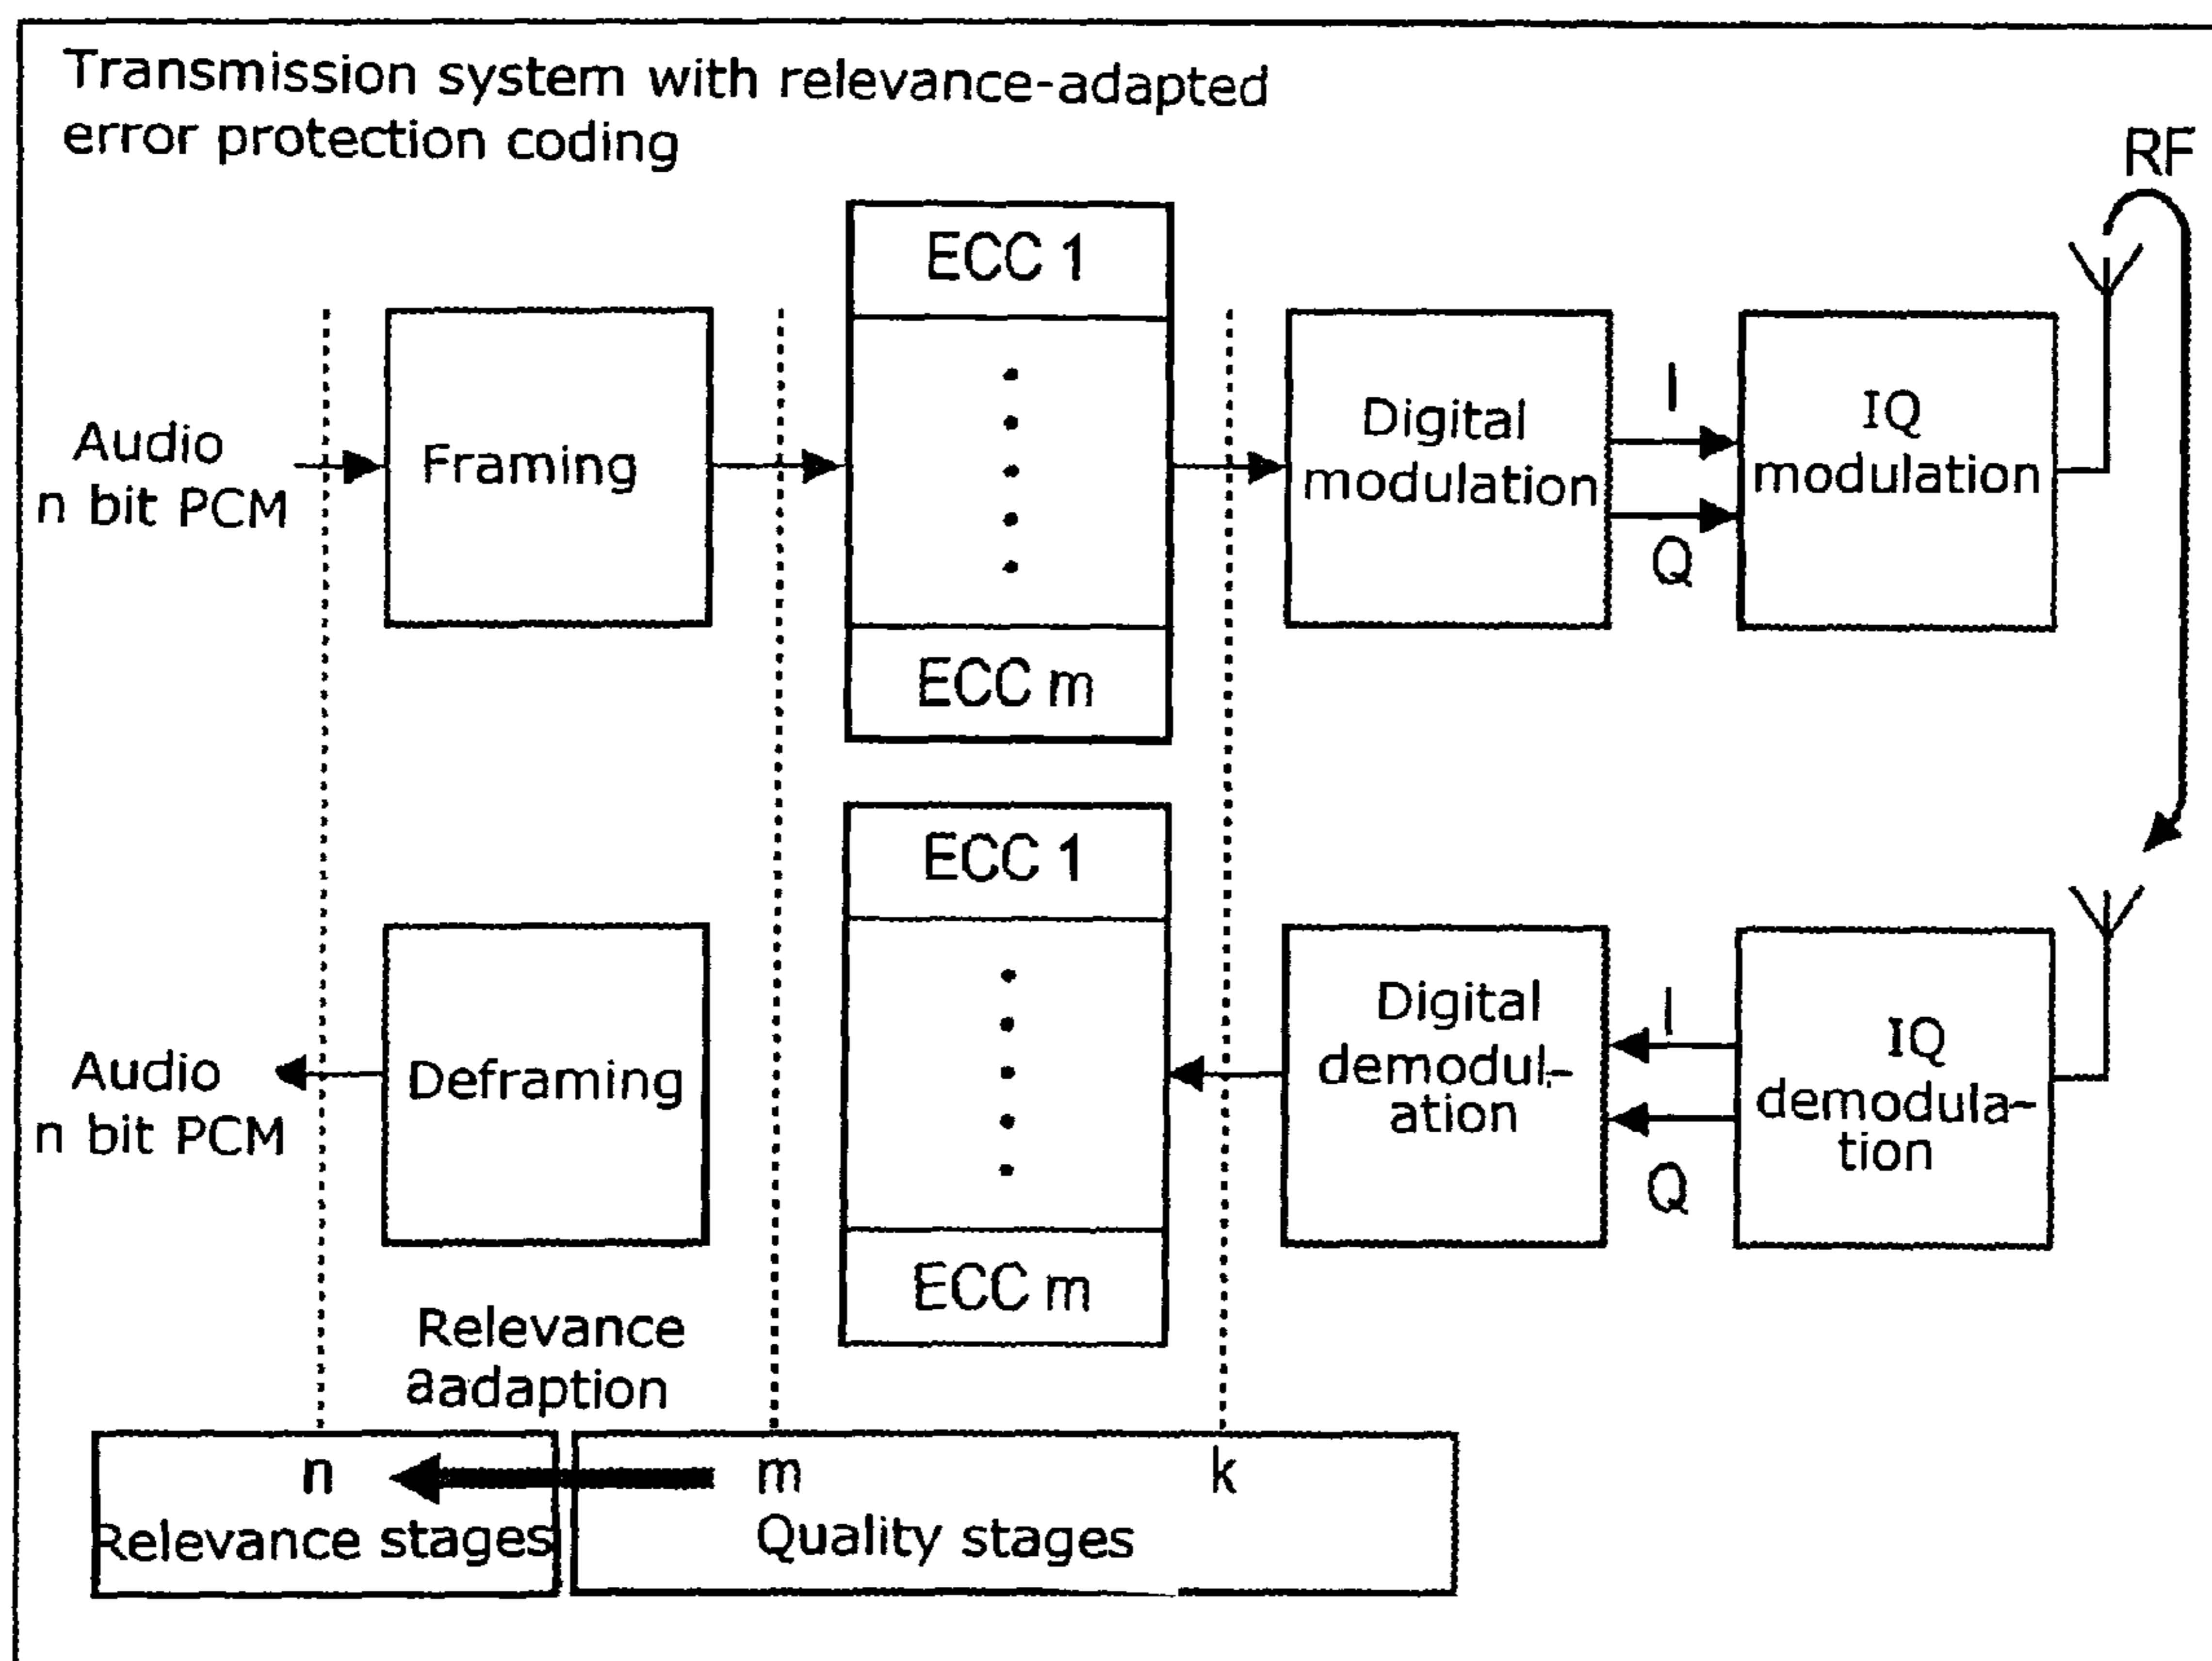 Transmission system with relevance-adapted
error protection coding
RF
Audio
n bit PCM
Framing
ECC 1
ECC m
Digital
modulation
I
Q
IQ
modulation
Audio
n bit PCM
Deframing
ECC 1
ECC m
Digital
demodul-
ation
I
Q
IQ
demodula-
tion
Relevance
aadaption
n
m
k
Relevance stages
Quality stages